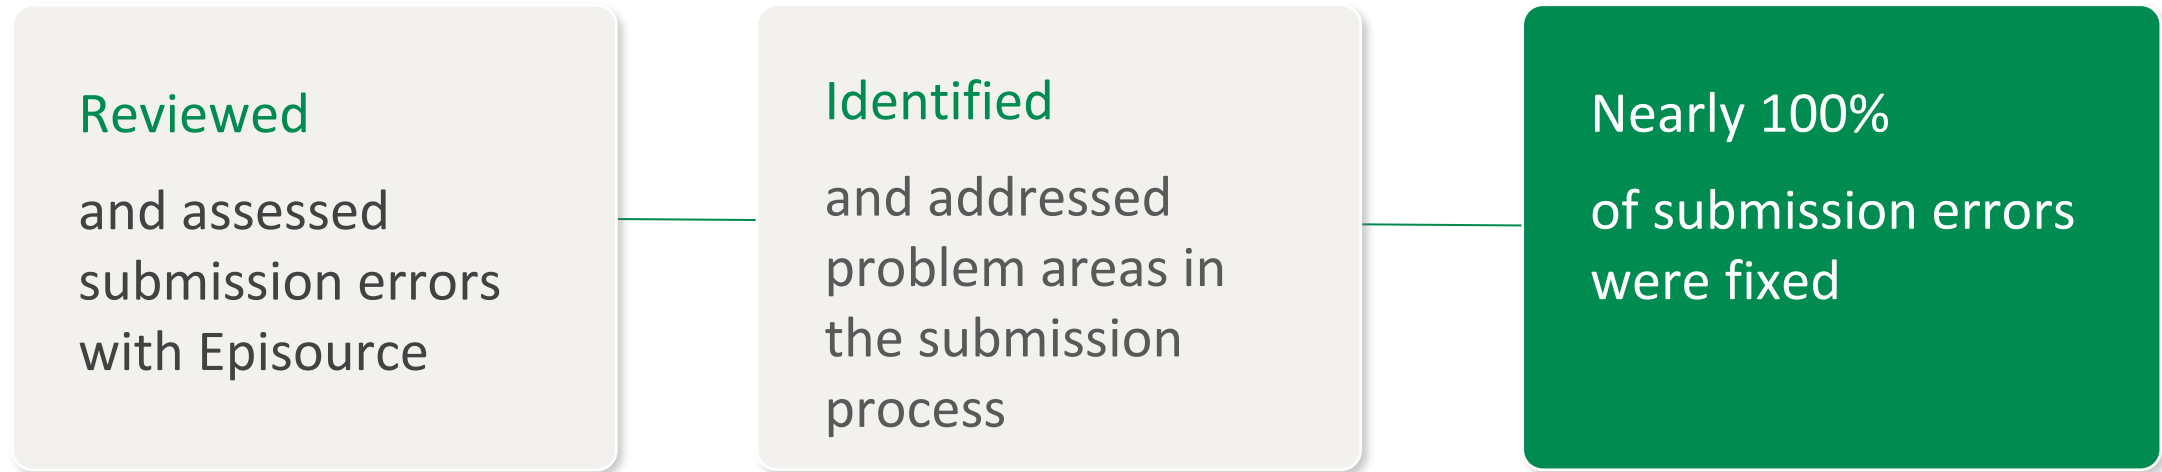 Reviewed
and assessed
submission errors
with Episource
Identified
and addressed
problem areas in
the submission
process
Nearly 100%
of submission errors
were fixed